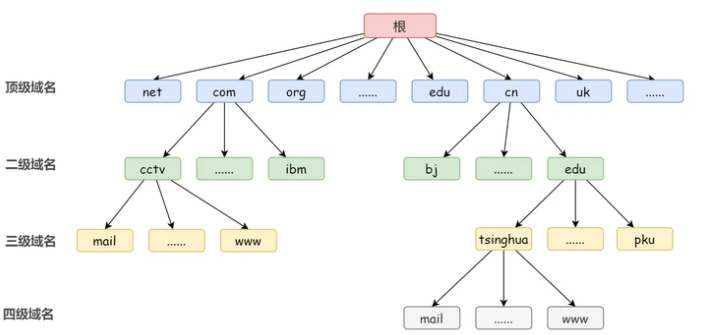 根
顶级域名 net com org ...... edu cn uk ......
二级域名 cctv ...... ibm bj ...... edu
三级域名 mail ...... www tsinghua ...... pku
四级域名 mail ...... www